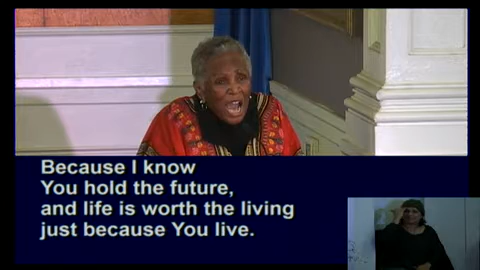 Because I know
You hold the future,
and life is worth the living
just because You live.